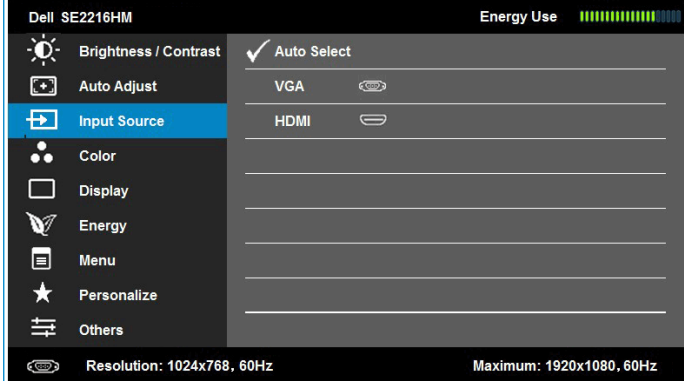 Dell SE2216HM Energy Use
Brightness / Contrast Auto Select
Auto Adjust VGA
Input Source HDMI
Color
Display
Energy
Menu
Personalize
Others
Resolution: 1024x768, 60Hz Maximum: 1920x1080, 60Hz